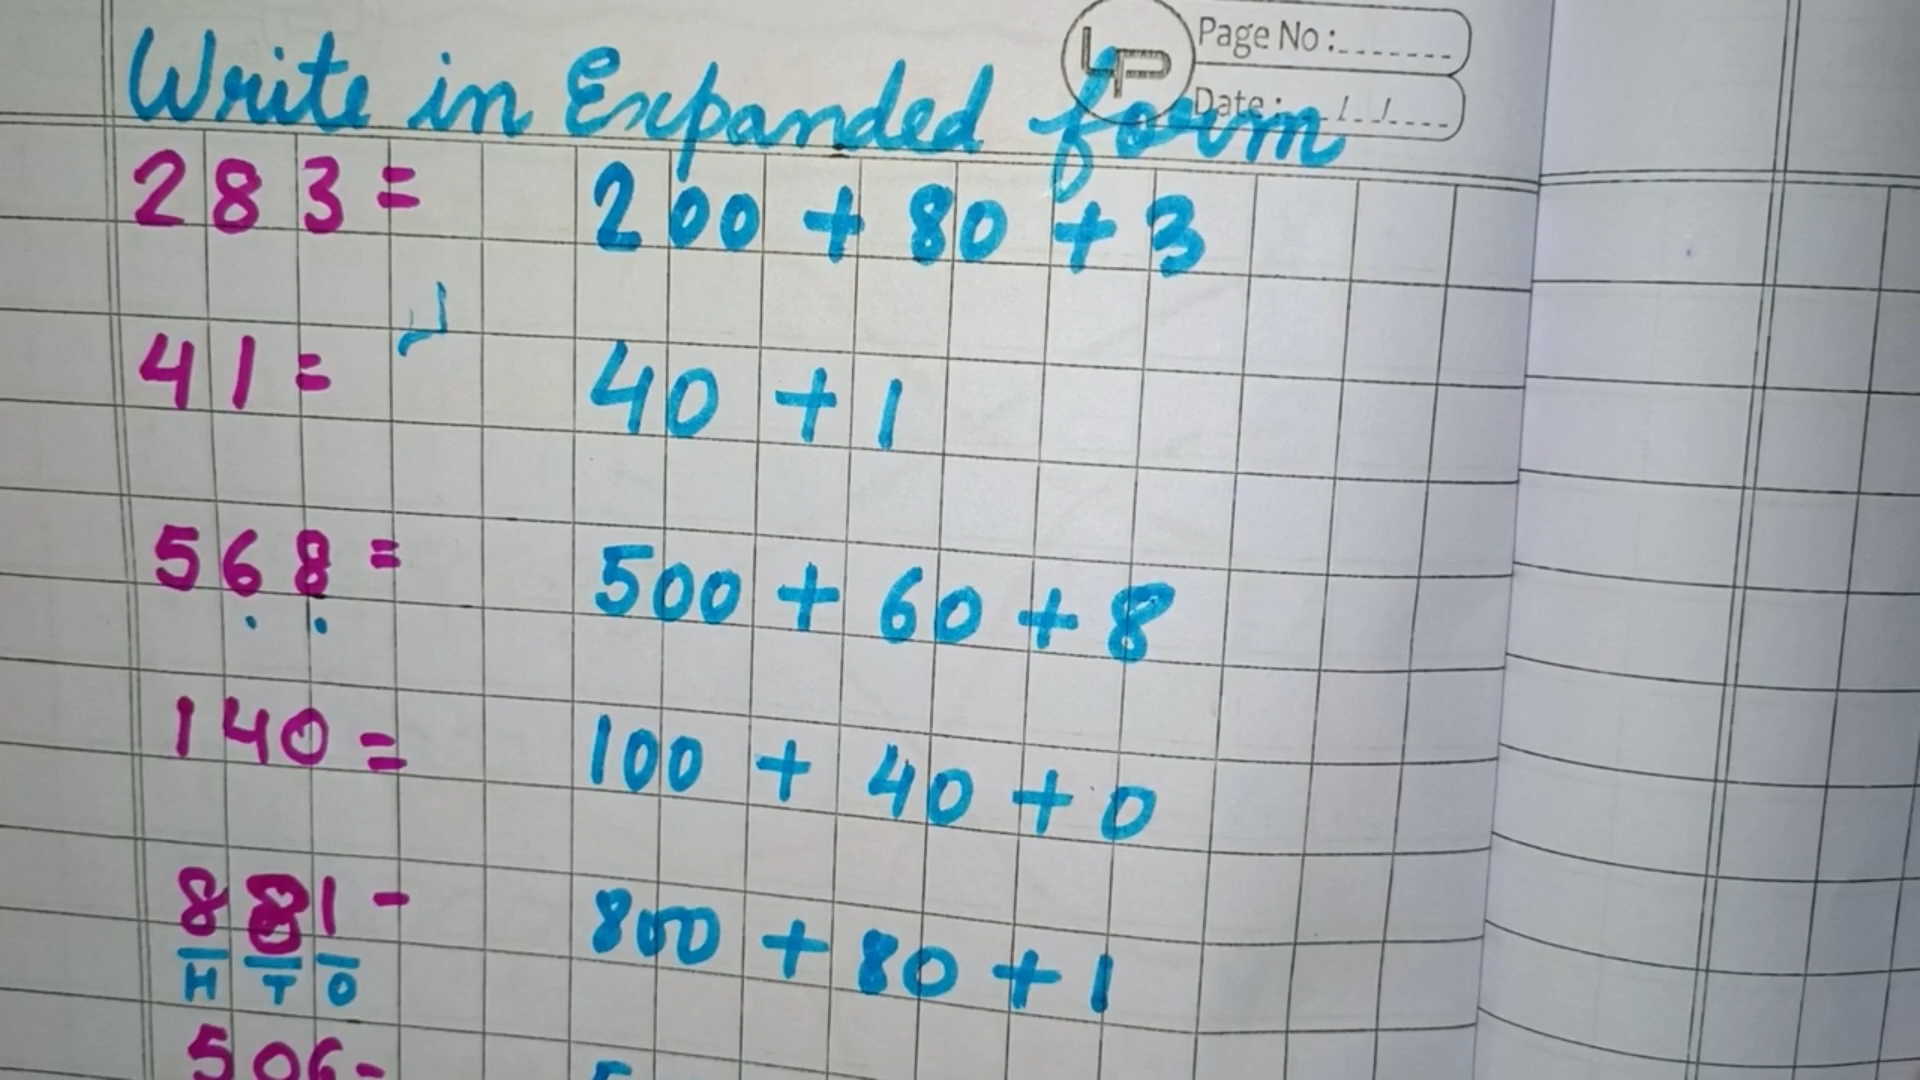 Page No :
Date : / /
Write in Expanded form
283 = 200 + 80 + 3
41 = 40 + 1
568 = 500 + 60 + 8
140 = 100 + 40 + 0
881 - 800 + 80 + 1
H T O
506 -